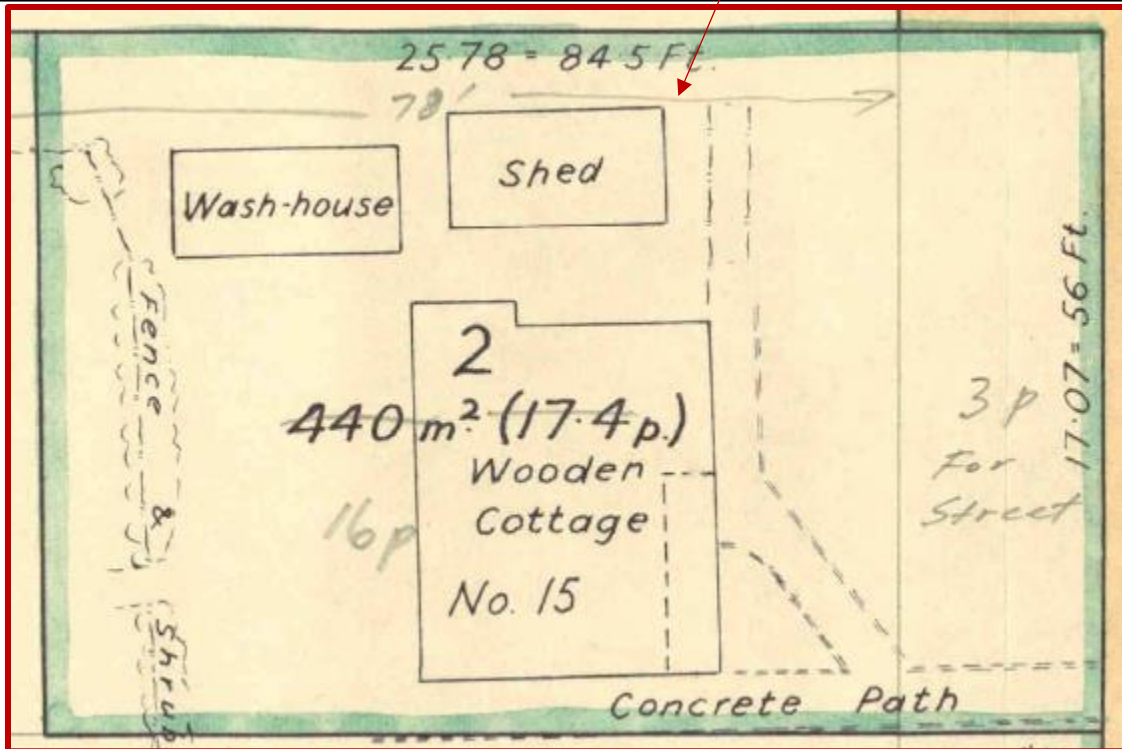 25.78 = 84.5 Ft.
78'
Shed
Wash-house
Fence & Shrub
2
440 m² (17.4 p.)
16p
Wooden
Cottage
No. 15
3 p
For
Street
17.07 = 56 Ft.
Concrete Path